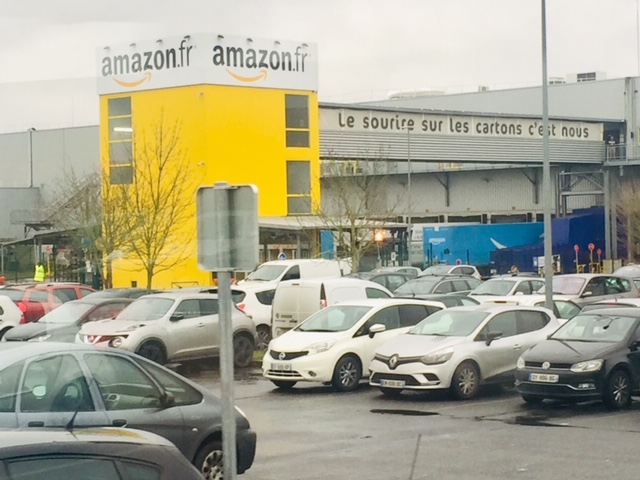 amazon.fr amazon.fr
Le sourire sur les cartons c'est nous